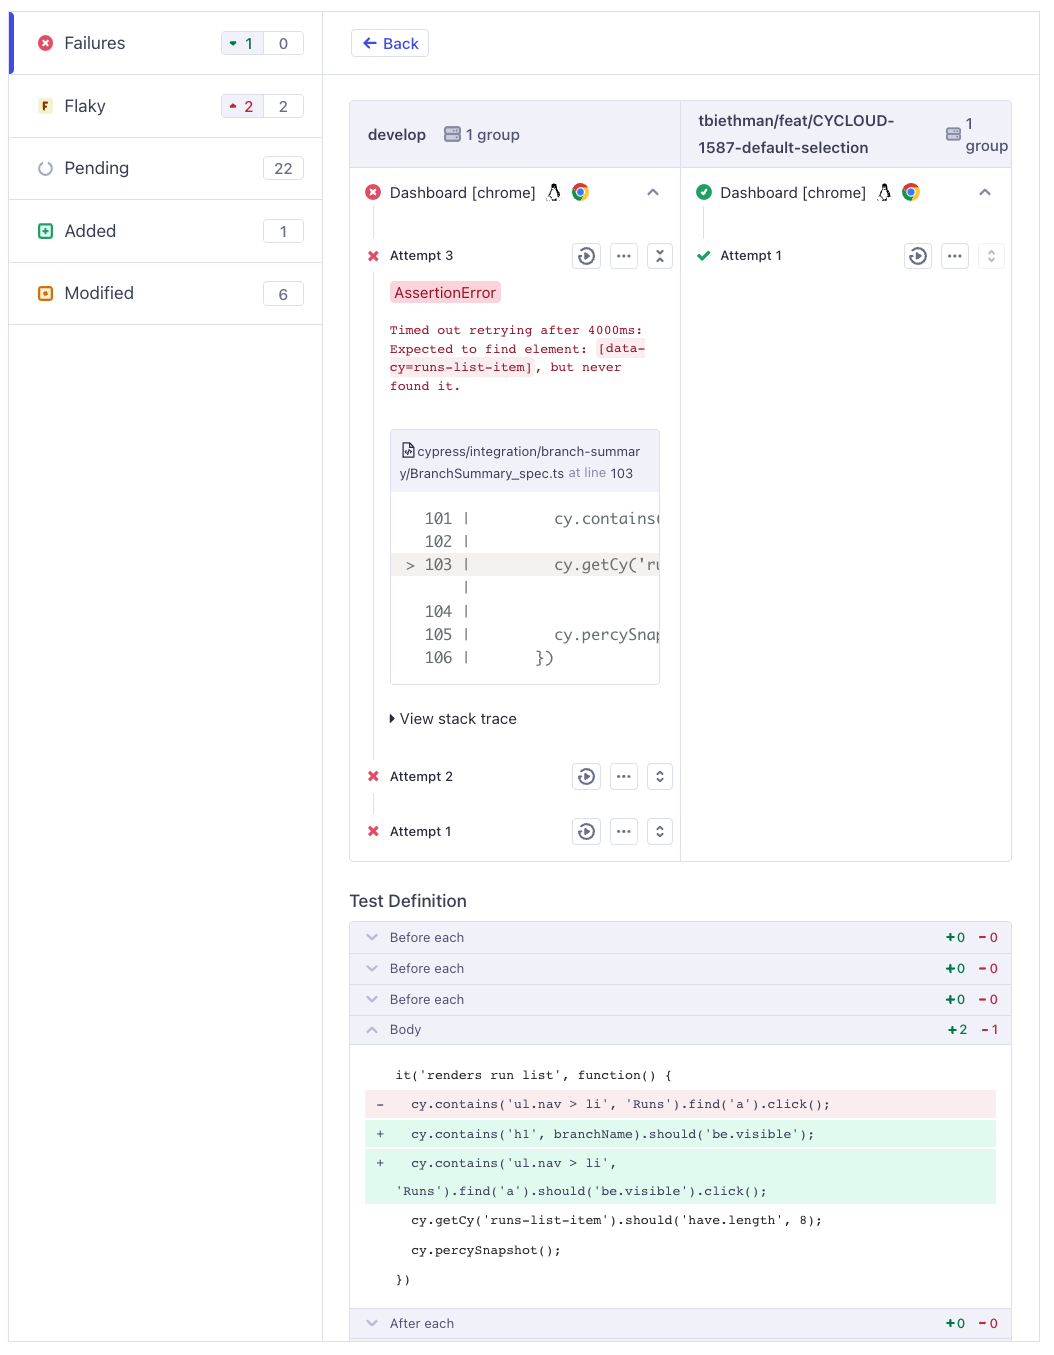 Failures 1 0
Flaky 2 2
Pending 22
Added 1
Modified 6
Back
develop 1 group
tbiethman/feat/CYCLOUD-
1587-default-selection
1
group
Dashboard [chrome]
Attempt 3
AssertionError
Timed out retrying after 4000ms:
Expected to find element: [data-
cy=runs-list-item], but never
found it.
cypress/integration/branch-summar
y/BranchSummary_spec.ts at line 103
101 | cy.contains(
102 |
> 103 | cy.getCy('ru
|
104 |
105 | cy.percySnap
106 | })
View stack trace
Attempt 2
Attempt 1
Dashboard [chrome]
Attempt 1
Test Definition
Before each +0 -0
Before each +0 -0
Before each +0 -0
Body +2 -1
it('renders run list', function() {
- cy.contains('ul.nav > li', 'Runs').find('a').click();
+ cy.contains('h1', branchName).should('be.visible');
+ cy.contains('ul.nav > li',
'Runs').find('a').should('be.visible').click();
cy.getCy('runs-list-item').should('have.length', 8);
cy.percySnapshot();
})
After each +0 -0